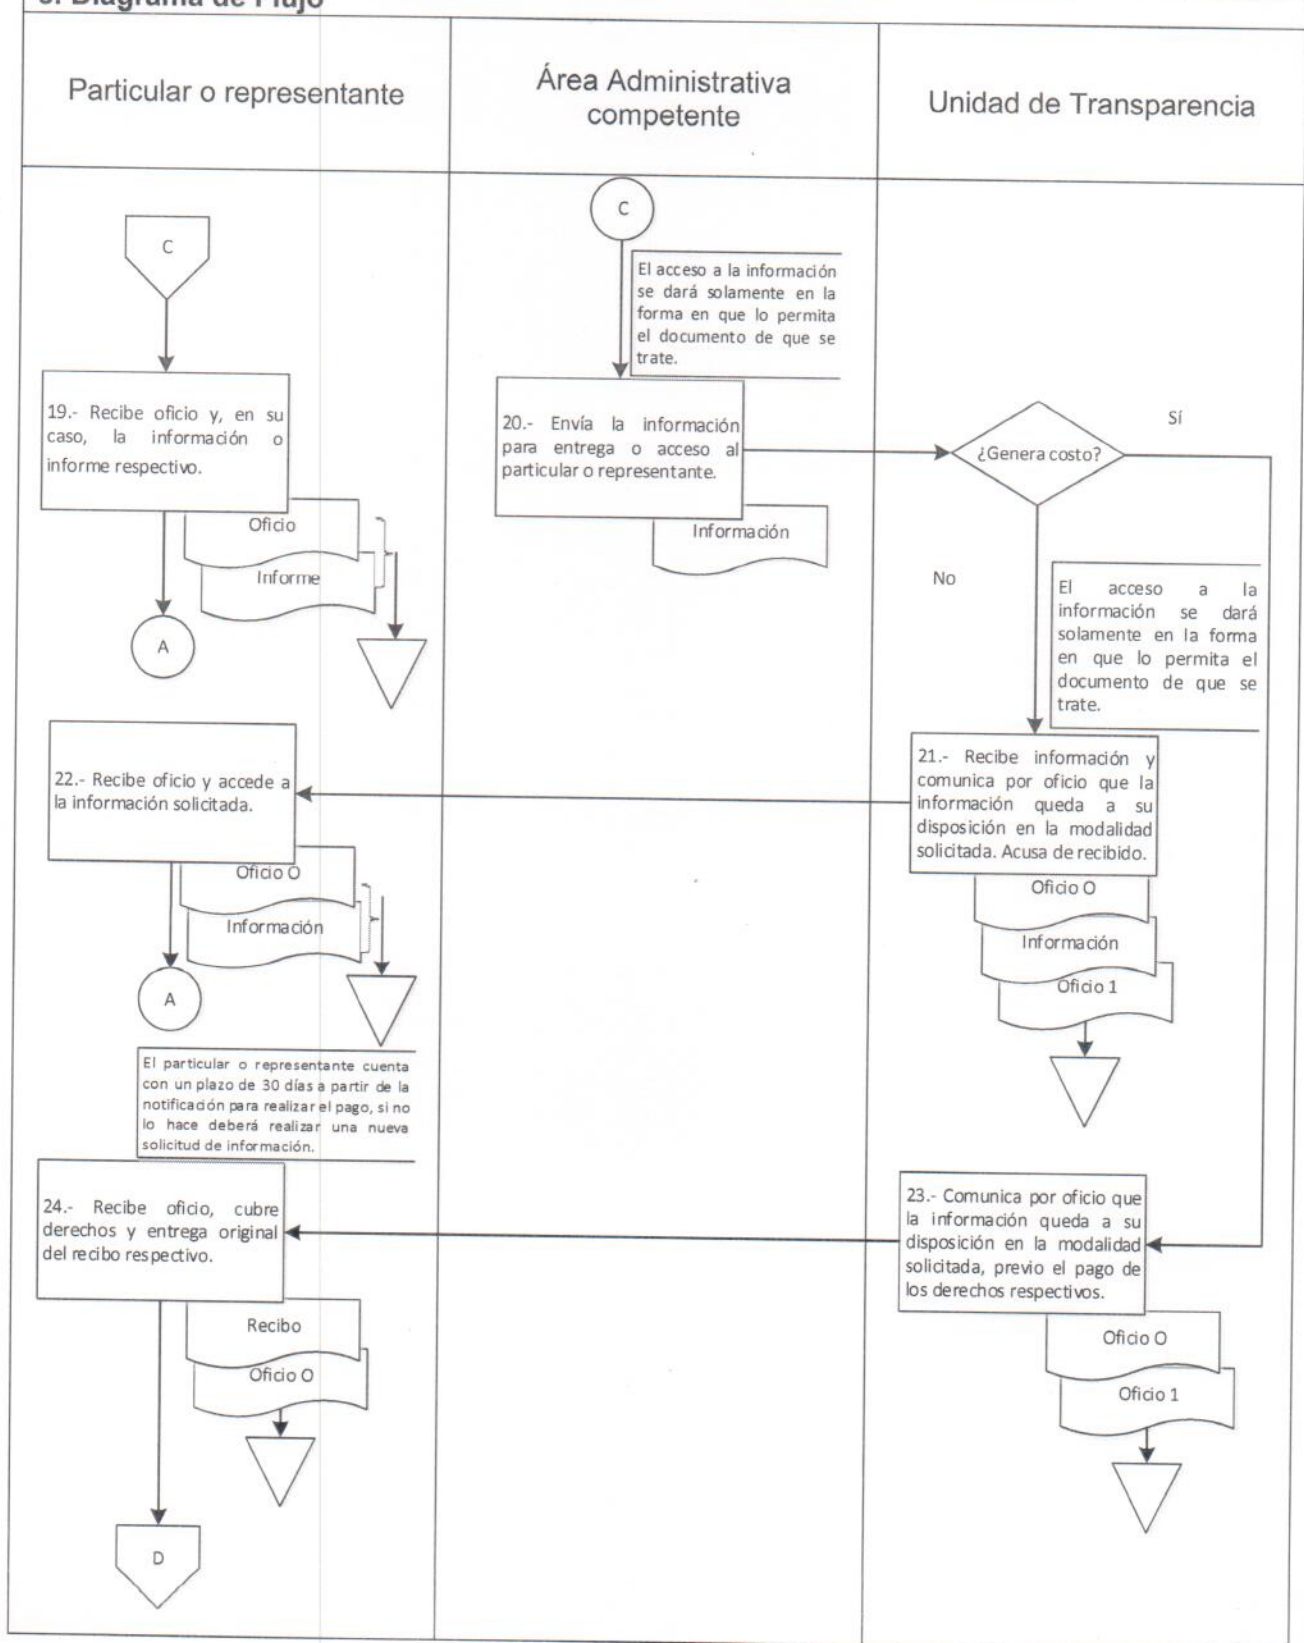 5. Diagrama de Flujo
Particular o representante
Área Administrativa
competente
Unidad de Transparencia
C
C
El acceso a la información
se dará solamente en la
forma en que lo permita
el documento de que se
trate.
19.- Recibe oficio y, en su
caso, la información o
informe respectivo.
Oficio
Informe
A
20.- Envía la información
para entrega o acceso al
particular o representante.
Información
¿Genera costo?
Sí
No
El acceso a la
información se dará
solamente en la forma
en que lo permita el
documento de que se
trate.
22.- Recibe oficio y accede a
la información solicitada.
Oficio O
Información
A
21.- Recibe información y
comunica por oficio que la
información queda a su
disposición en la modalidad
solicitada. Acusa de recibido.
Oficio O
Información
Oficio 1
El particular o representante cuenta
con un plazo de 30 días a partir de la
notificación para realizar el pago, si no
lo hace deberá realizar una nueva
solicitud de información.
24.- Recibe oficio, cubre
derechos y entrega original
del recibo respectivo.
Recibo
Oficio O
D
23.- Comunica por oficio que
la información queda a su
disposición en la modalidad
solicitada, previo el pago de
los derechos respectivos.
Oficio O
Oficio 1